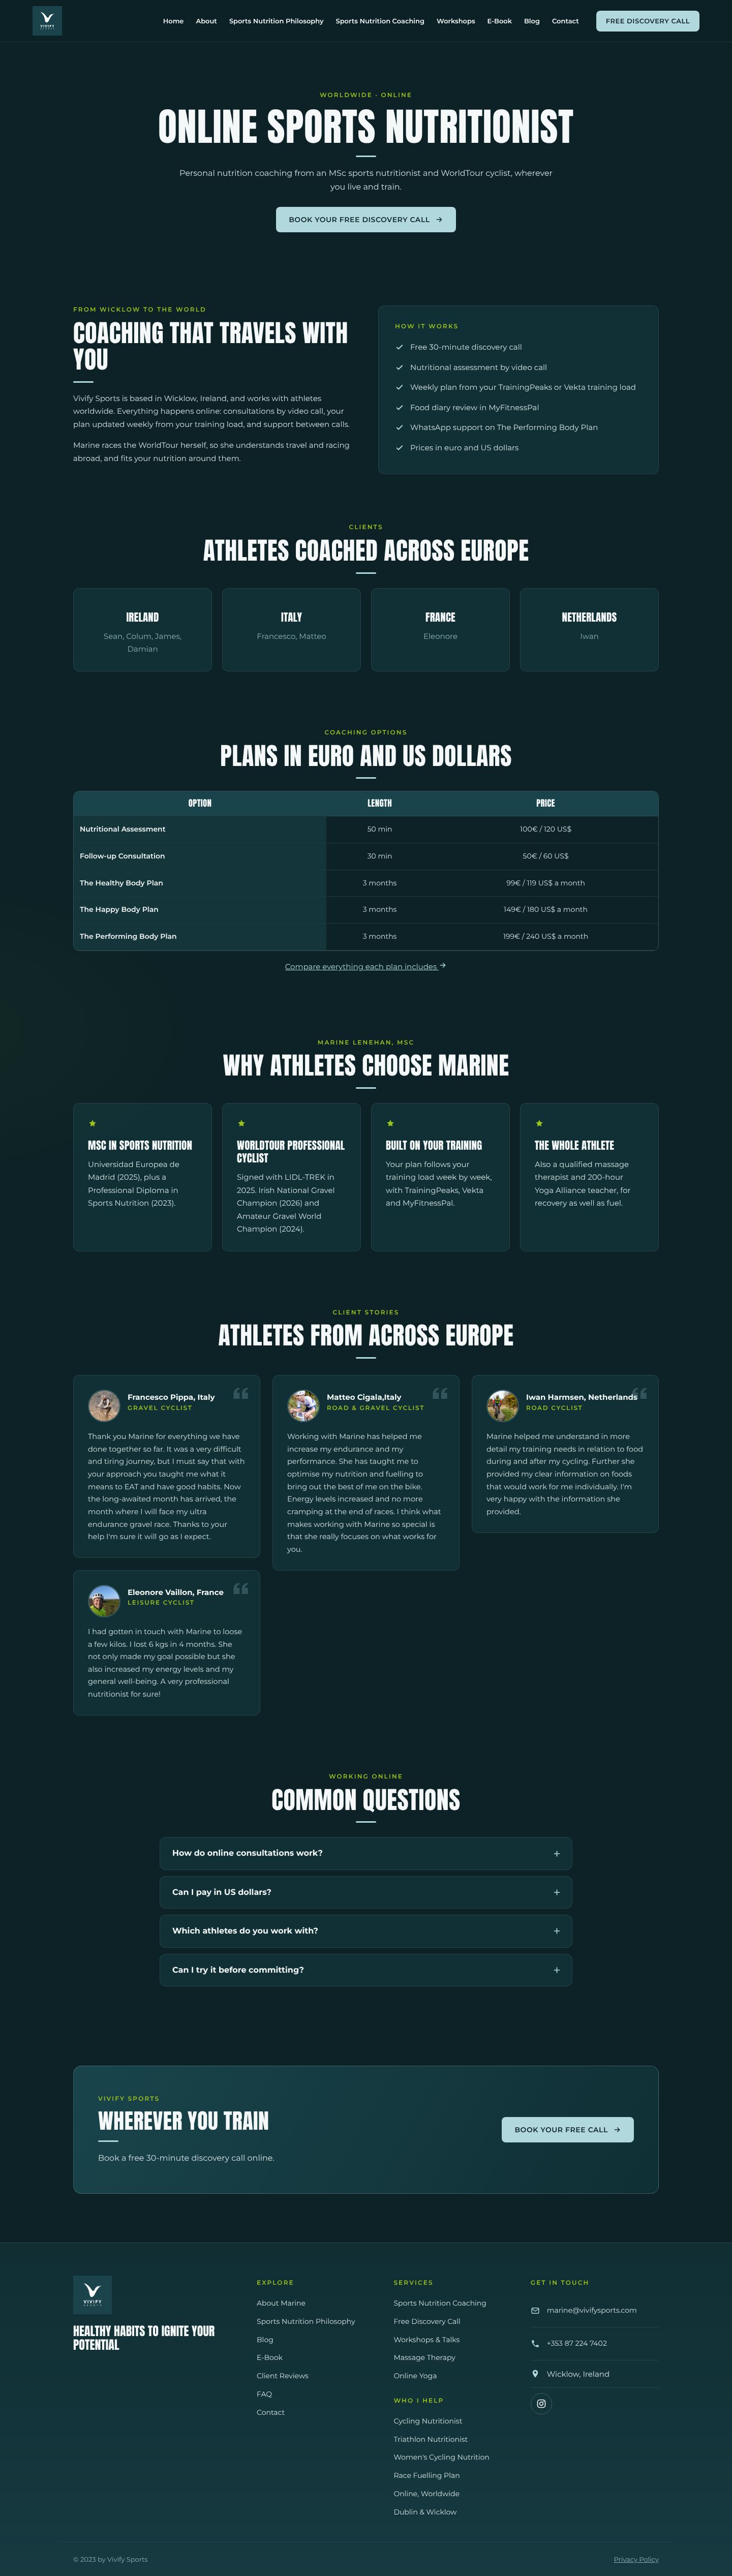 VIVIFY
SPORTS
Home About Sports Nutrition Philosophy Sports Nutrition Coaching Workshops E-Book Blog Contact FREE DISCOVERY CALL
WORLDWIDE · ONLINE
ONLINE SPORTS NUTRITIONIST
Personal nutrition coaching from an MSc sports nutritionist and WorldTour cyclist, wherever
you live and train.
BOOK YOUR FREE DISCOVERY CALL →
FROM WICKLOW TO THE WORLD
COACHING THAT TRAVELS WITH
YOU
Vivify Sports is based in Wicklow, Ireland, and works with athletes
worldwide. Everything happens online: consultations by video call, your
plan updated weekly from your training load, and support between calls.
Marine races the WorldTour herself, so she understands travel and racing
abroad, and fits your nutrition around them.
HOW IT WORKS
Free 30-minute discovery call
Nutritional assessment by video call
Weekly plan from your TrainingPeaks or Vekta training load
Food diary review in MyFitnessPal
WhatsApp support on The Performing Body Plan
Prices in euro and US dollars
CLIENTS
ATHLETES COACHED ACROSS EUROPE
IRELAND
Sean, Colum, James,
Damian
ITALY
Francesco, Matteo
FRANCE
Eleonore
NETHERLANDS
Iwan
COACHING OPTIONS
PLANS IN EURO AND US DOLLARS
OPTION LENGTH PRICE
Nutritional Assessment 50 min 100€ / 120 US$
Follow-up Consultation 30 min 50€ / 60 US$
The Healthy Body Plan 3 months 99€ / 119 US$ a month
The Happy Body Plan 3 months 149€ / 180 US$ a month
The Performing Body Plan 3 months 199€ / 240 US$ a month
Compare everything each plan includes →
MARINE LENEHAN, MSC
WHY ATHLETES CHOOSE MARINE
MSC IN SPORTS NUTRITION
Universidad Europea de
Madrid (2025), plus a
Professional Diploma in
Sports Nutrition (2023).
WORLDTOUR PROFESSIONAL
CYCLIST
Signed with LIDL-TREK in
2025. Irish National Gravel
Champion (2026) and
Amateur Gravel World
Champion (2024).
BUILT ON YOUR TRAINING
Your plan follows your
training load week by week,
with TrainingPeaks, Vekta
and MyFitnessPal.
THE WHOLE ATHLETE
Also a qualified massage
therapist and 200-hour
Yoga Alliance teacher, for
recovery as well as fuel.
CLIENT STORIES
ATHLETES FROM ACROSS EUROPE
Francesco Pippa, Italy
GRAVEL CYCLIST
Thank you Marine for everything we have
done together so far. It was a very difficult
and tiring journey, but I must say that with
your approach you taught me what it
means to EAT and have good habits. Now
the long-awaited month has arrived, the
month where I will face my ultra
endurance gravel race. Thanks to your
help I'm sure it will go as I expect.
Matteo Cigala,Italy
ROAD & GRAVEL CYCLIST
Working with Marine has helped me
increase my endurance and my
performance. She has taught me to
optimise my nutrition and fuelling to
bring out the best of me on the bike.
Energy levels increased and no more
cramping at the end of races. I think what
makes working with Marine so special is
that she really focuses on what works for
you.
Iwan Harmsen, Netherlands
ROAD CYCLIST
Marine helped me understand in more
detail my training needs in relation to food
during and after my cycling. Further she
provided my clear information on foods
that would work for me individually. I'm
very happy with the information she
provided.
Eleonore Vaillon, France
LEISURE CYCLIST
I had gotten in touch with Marine to loose
a few kilos. I lost 6 kgs in 4 months. She
not only made my goal possible but she
also increased my energy levels and my
general well-being. A very professional
nutritionist for sure!
WORKING ONLINE
COMMON QUESTIONS
How do online consultations work? +
Can I pay in US dollars? +
Which athletes do you work with? +
Can I try it before committing? +
VIVIFY SPORTS
WHEREVER YOU TRAIN
Book a free 30-minute discovery call online.
BOOK YOUR FREE CALL →
VIVIFY
SPORTS
HEALTHY HABITS TO IGNITE YOUR
POTENTIAL
EXPLORE
About Marine
Sports Nutrition Philosophy
Blog
E-Book
Client Reviews
FAQ
Contact
SERVICES
Sports Nutrition Coaching
Free Discovery Call
Workshops & Talks
Massage Therapy
Online Yoga
WHO I HELP
Cycling Nutritionist
Triathlon Nutritionist
Women's Cycling Nutrition
Race Fuelling Plan
Online, Worldwide
Dublin & Wicklow
GET IN TOUCH
marine@vivifysports.com
+353 87 224 7402
Wicklow, Ireland
© 2023 by Vivify Sports
Privacy Policy